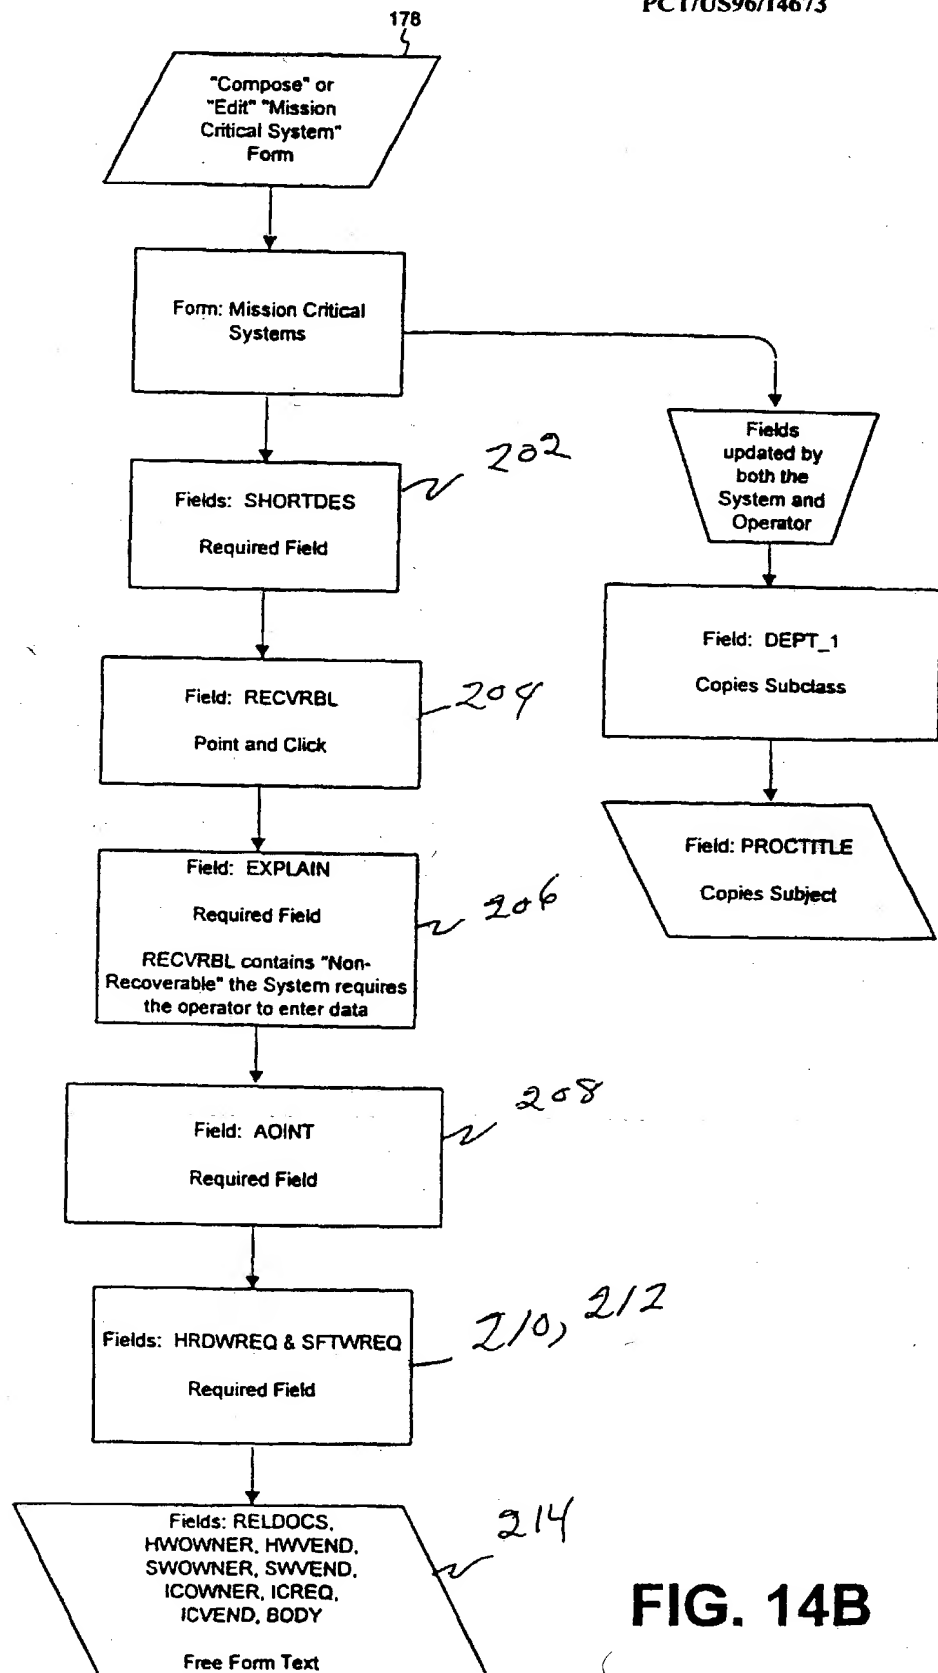 PCT/US96/14673
178
"Compose" or
"Edit" "Mission
Critical System"
Form
Form: Mission Critical
Systems
Fields: SHORTDES
Required Field
202
Field: RECVRBL
Point and Click
204
Field: EXPLAIN
Required Field
RECVRBL contains "Non-
Recoverable" the System requires
the operator to enter data
206
Field: AOINT
Required Field
208
Fields: HRDWREQ & SFTWREQ
Required Field
210, 212
Fields: RELDOCS,
HWOWNER, HWVEND,
SWOWNER, SWVEND,
ICOWNER, ICREQ,
ICVEND, BODY
Free Form Text
214
Fields
updated by
both the
System and
Operator
Field: DEPT_1
Copies Subclass
Field: PROCTITLE
Copies Subject
FIG. 14B